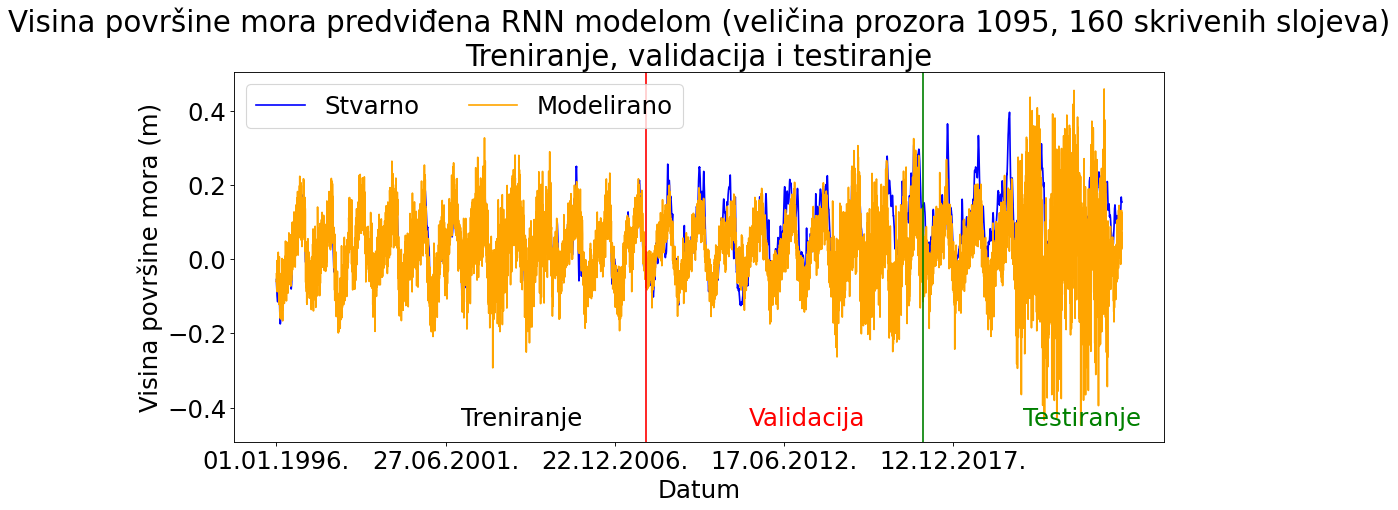 Visina površine mora predviđena RNN modelom (veličina prozora 1095, 160 skrivenih slojeva)
Treniranje, validacija i testiranje
Stvarno
Modelirano
Visina površine mora (m)
0.4
0.2
0.0
−0.2
−0.4
Treniranje
Validacija
Testiranje
01.01.1996.
27.06.2001.
22.12.2006.
17.06.2012.
12.12.2017.
Datum